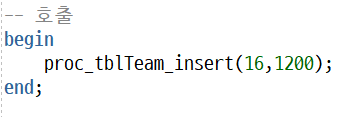 -- 호출
begin
    proc_tblTeam_insert(16,1200);
end;